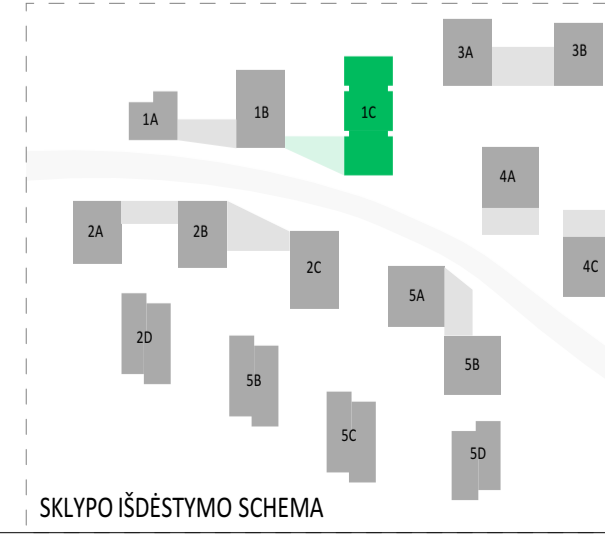 3A
3B
1A
1B
1C
4A
2A
2B
2C
4C
5A
2D
5B
5B
5C
5D
SKLYPO IŠDĖSTYMO SCHEMA